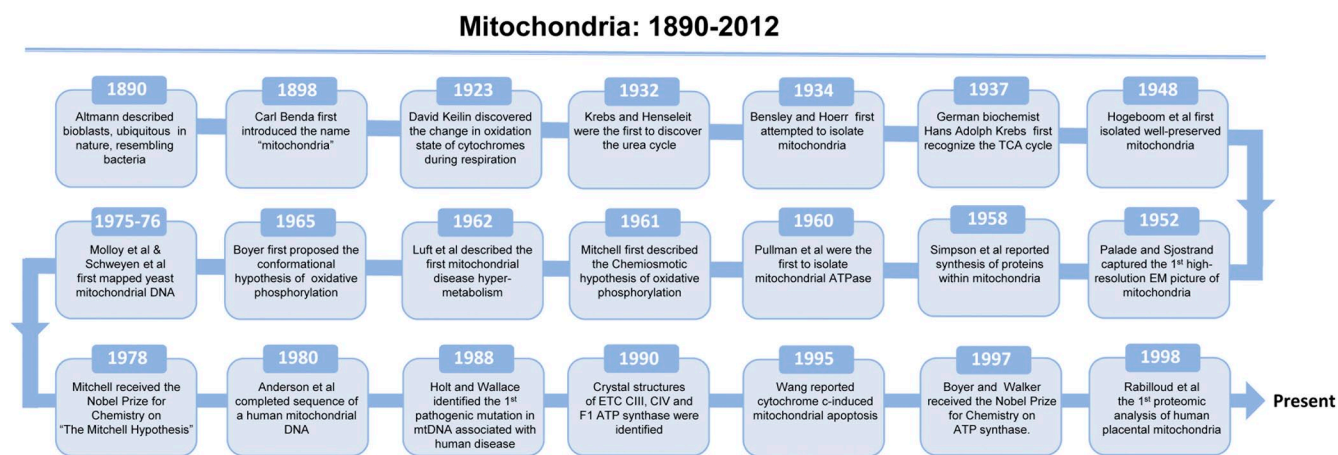 Mitochondria: 1890-2012
1890
Altmann described
bioblasts, ubiquitous in
nature, resembling
bacteria
1898
Carl Benda first
introduced the name
“mitochondria”
1923
David Keilin discovered
the change in oxidation
state of cytochromes
during respiration
1932
Krebs and Henseleit
were the first to discover
the urea cycle
1934
Bensley and Hoerr first
attempted to isolate
mitochondria
1937
German biochemist
Hans Adolph Krebs first
recognize the TCA cycle
1948
Hogeboom et al first
isolated well-preserved
mitochondria
1952
Palade and Sjostrand
captured the 1st high-
resolution EM picture of
mitochondria
1958
Simpson et al reported
synthesis of proteins
within mitochondria
1960
Pullman et al were the
first to isolate
mitochondrial ATPase
1961
Mitchell first described
the Chemiosmotic
hypothesis of oxidative
phosphorylation
1962
Luft et al described the
first mitochondrial
disease hyper-
metabolism
1965
Boyer first proposed the
conformational
hypothesis of oxidative
phosphorylation
1975-76
Molloy et al &
Schweyen et al
first mapped yeast
mitochondrial DNA
1978
Mitchell received the
Nobel Prize for
Chemistry on
“The Mitchell Hypothesis”
1980
Anderson et al
completed sequence of
a human mitochondrial
DNA
1988
Holt and Wallace
identified the 1st
pathogenic mutation in
mtDNA associated with
human disease
1990
Crystal structures
of ETC CIII, CIV and
F1 ATP synthase were
identified
1995
Wang reported
cytochrome c-induced
mitochondrial apoptosis
1997
Boyer and Walker
received the Nobel Prize
for Chemistry on
ATP synthase.
1998
Rabilloud et al
the 1st proteomic
analysis of human
placental mitochondria
Present